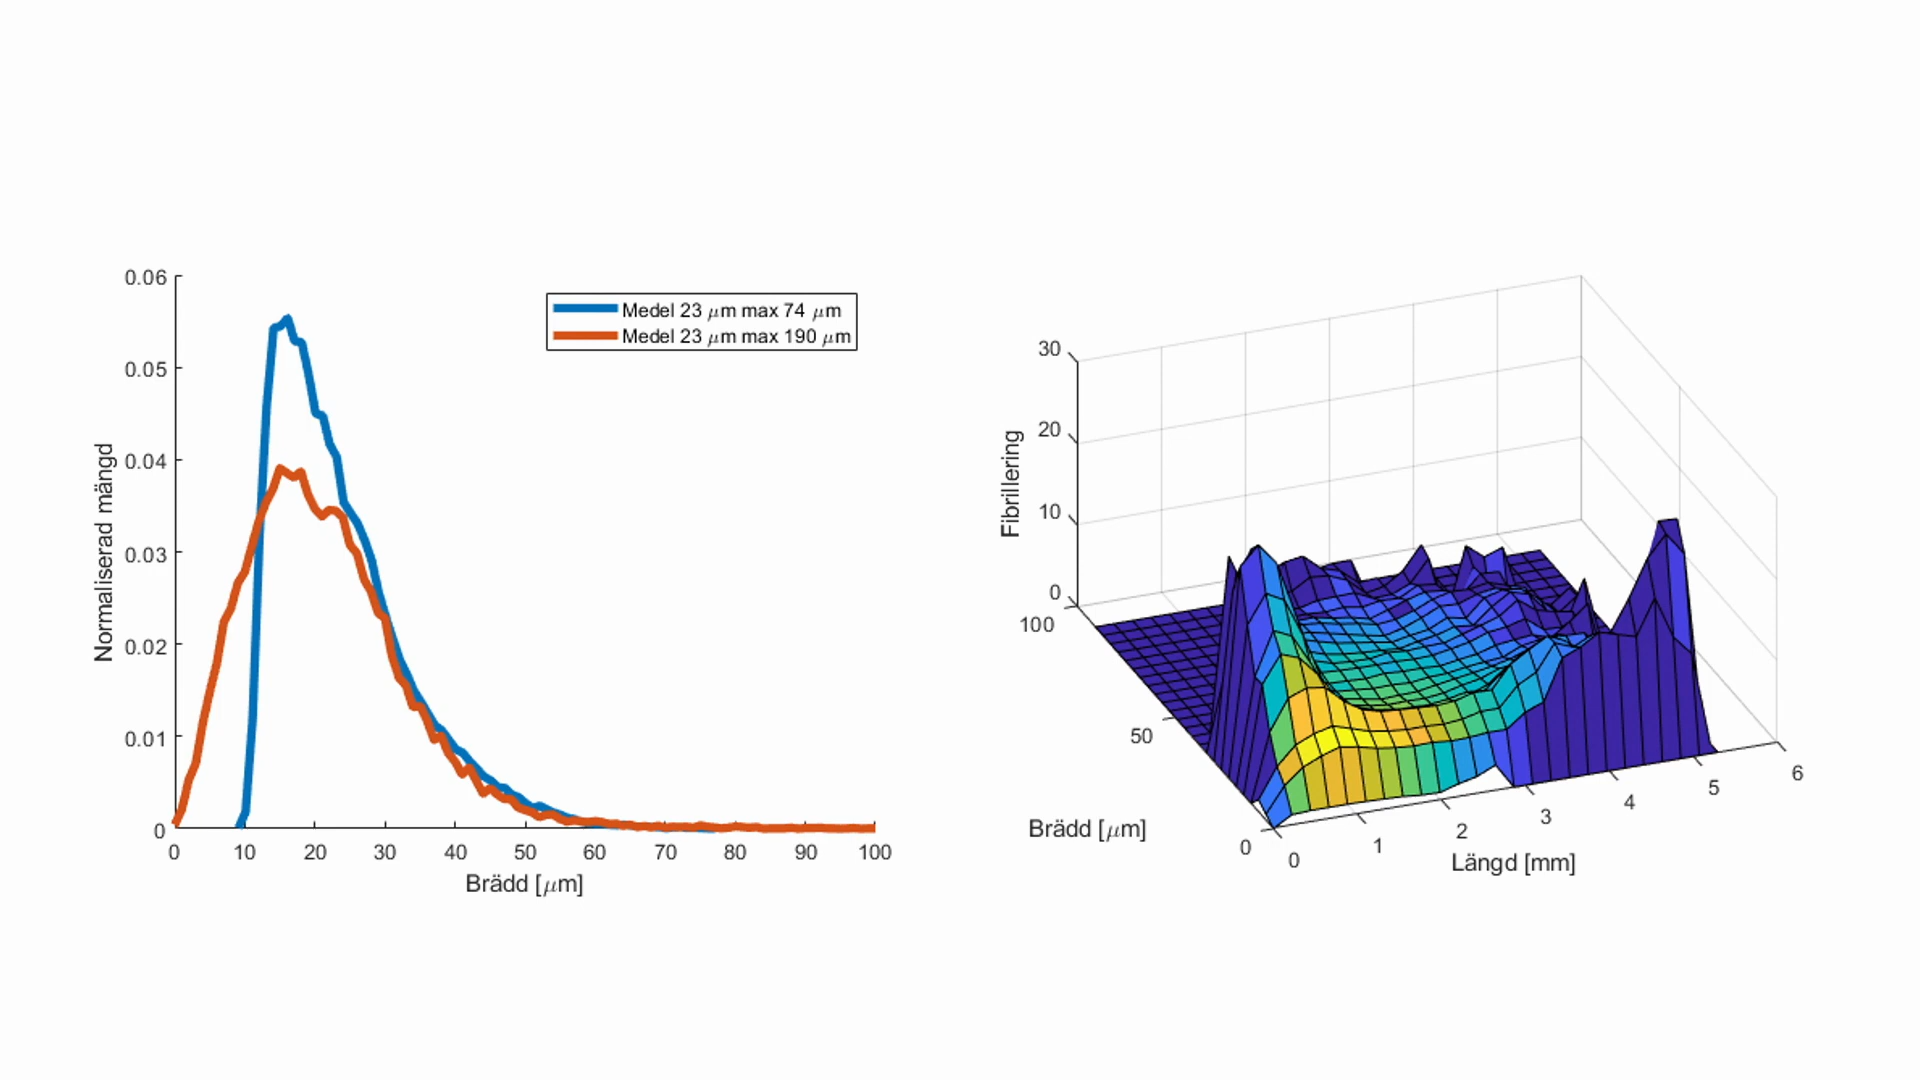 0.06
0.05
0.04
0.03
0.02
0.01
0
Normaliserad mängd
0 10 20 30 40 50 60 70 80 90 100
Brädd [μm]
Medel 23 μm max 74 μm
Medel 23 μm max 190 μm
30
20
10
0
Fibrillering
100
50
0
Brädd [μm]
0 1 2 3 4 5 6
Längd [mm]